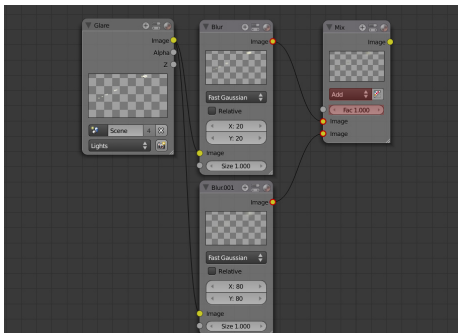 Glare
Image
Alpha
Z
Scene 4
Lights
Blur
Image
Fast Gaussian
Relative
X: 20
Y: 20
Image
Size 1.000
Blur.001
Image
Fast Gaussian
Relative
X: 80
Y: 80
Image
Size 1.000
Mix
Image
Add
Fac 1.000
Image
Image